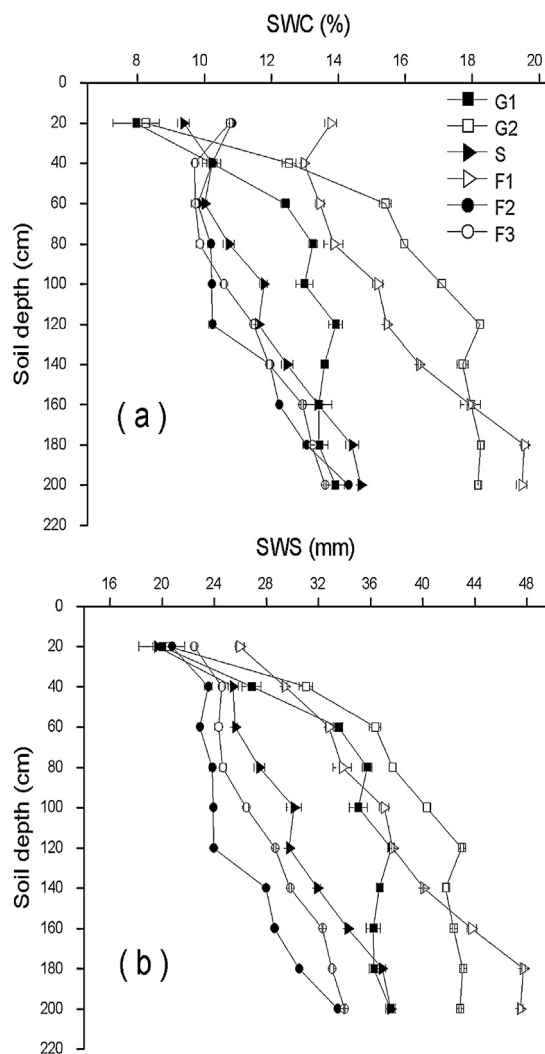 SWC (%)
8 10 12 14 16 18 20
Soil depth (cm)
0
20
40
60
80
100
120
140
160
180
200
220
G1
G2
S
F1
F2
F3
( a )
SWS (mm)
16 20 24 28 32 36 40 44 48
Soil depth (cm)
0
20
40
60
80
100
120
140
160
180
200
220
( b )